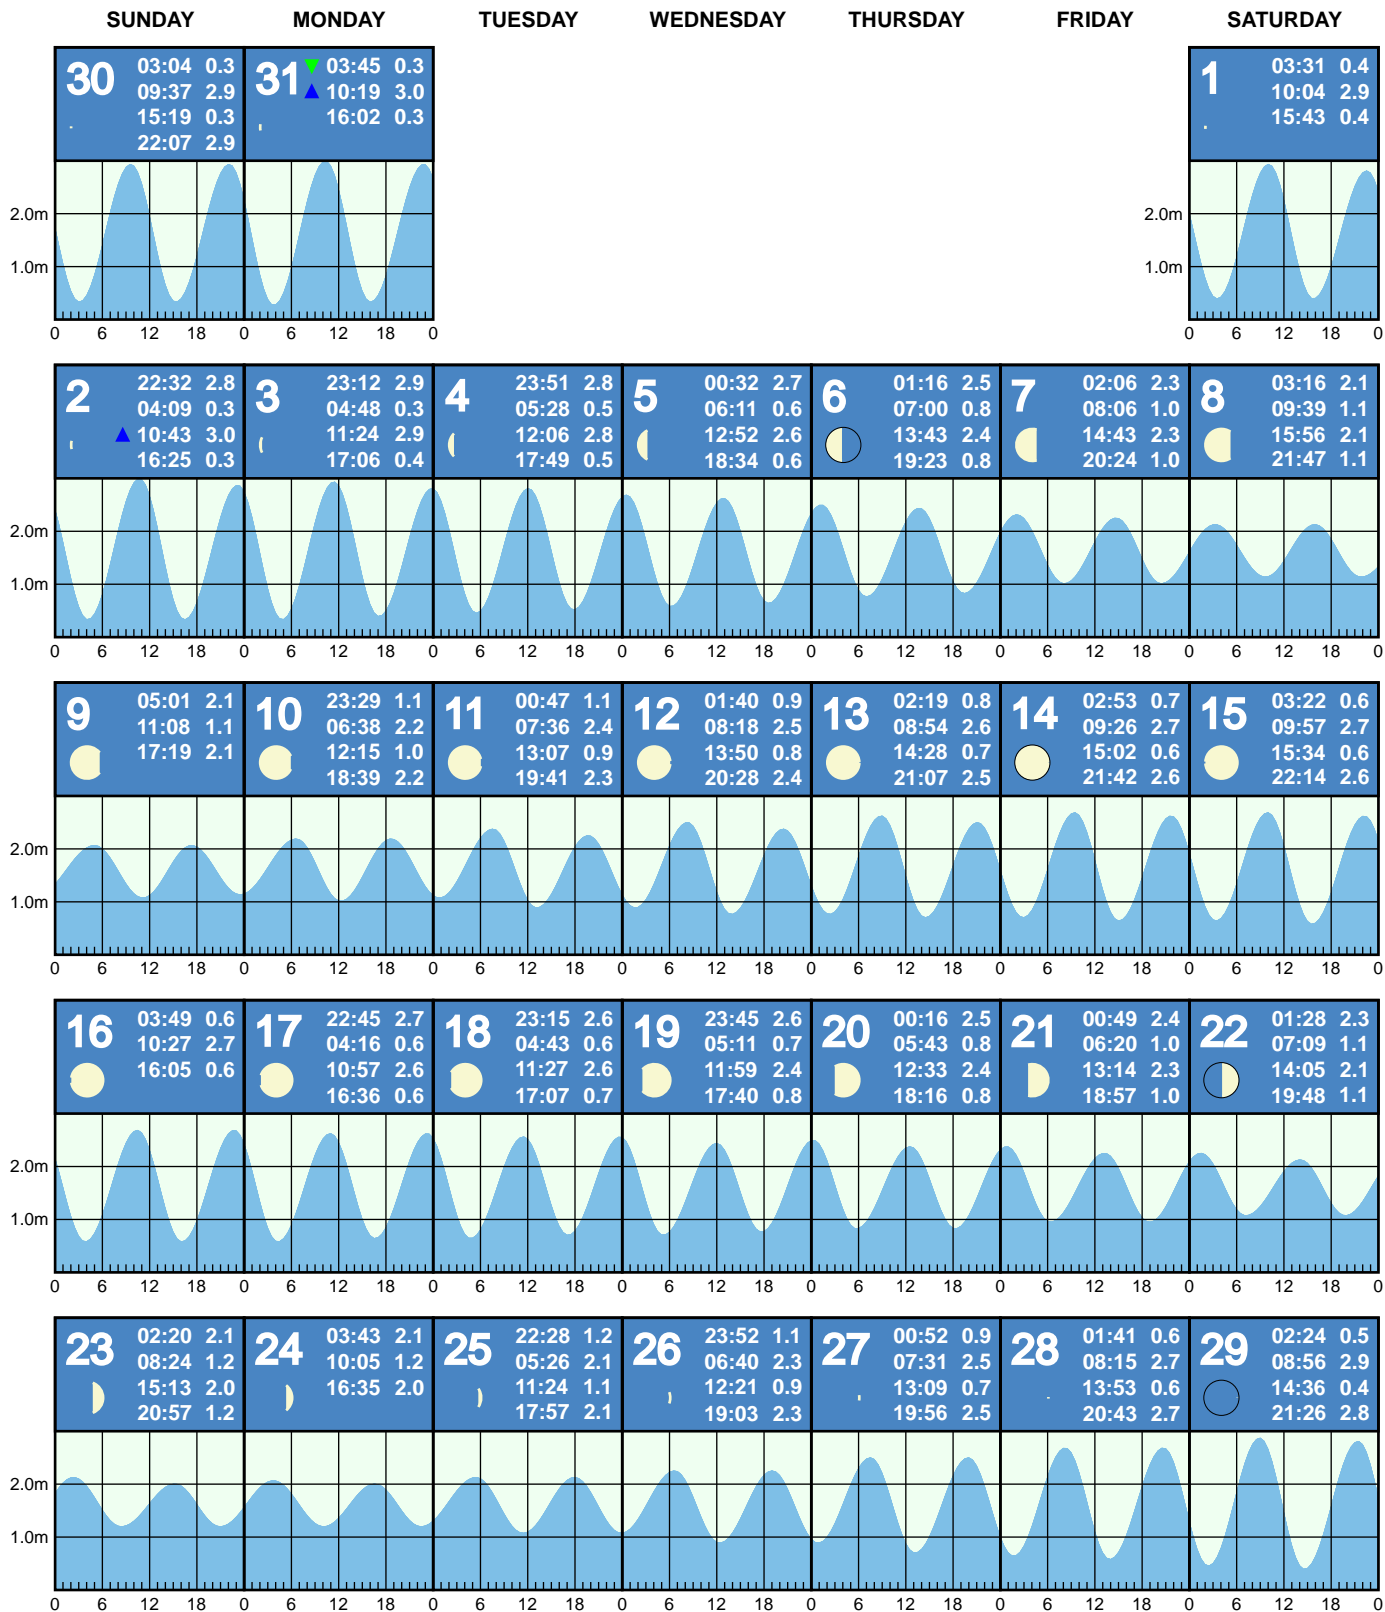 SUNDAY MONDAY TUESDAY WEDNESDAY THURSDAY FRIDAY SATURDAY
30 03:04 0.3
09:37 2.9
15:19 0.3
22:07 2.9
31 03:45 0.3
10:19 3.0
16:02 0.3
1 03:31 0.4
10:04 2.9
15:43 0.4
2.0m 2.0m
1.0m 1.0m
0 6 12 18 0 6 12 18 0 0 6 12 18 0
2 22:32 2.8
04:09 0.3
10:43 3.0
16:25 0.3
3 23:12 2.9
04:48 0.3
11:24 2.9
17:06 0.4
4 23:51 2.8
05:28 0.5
12:06 2.8
17:49 0.5
5 00:32 2.7
06:11 0.6
12:52 2.6
18:34 0.6
6 01:16 2.5
07:00 0.8
13:43 2.4
19:23 0.8
7 02:06 2.3
08:06 1.0
14:43 2.3
20:24 1.0
8 03:16 2.1
09:39 1.1
15:56 2.1
21:47 1.1
2.0m
1.0m
0 6 12 18 0 6 12 18 0 6 12 18 0 6 12 18 0 6 12 18 0 6 12 18 0 6 12 18 0
9 05:01 2.1
11:08 1.1
17:19 2.1
10 23:29 1.1
06:38 2.2
12:15 1.0
18:39 2.2
11 00:47 1.1
07:36 2.4
13:07 0.9
19:41 2.3
12 01:40 0.9
08:18 2.5
13:50 0.8
20:28 2.4
13 02:19 0.8
08:54 2.6
14:28 0.7
21:07 2.5
14 02:53 0.7
09:26 2.7
15:02 0.6
21:42 2.6
15 03:22 0.6
09:57 2.7
15:34 0.6
22:14 2.6
2.0m
1.0m
0 6 12 18 0 6 12 18 0 6 12 18 0 6 12 18 0 6 12 18 0 6 12 18 0 6 12 18 0
16 03:49 0.6
10:27 2.7
16:05 0.6
17 22:45 2.7
04:16 0.6
10:57 2.6
16:36 0.6
18 23:15 2.6
04:43 0.6
11:27 2.6
17:07 0.7
19 23:45 2.6
05:11 0.7
11:59 2.4
17:40 0.8
20 00:16 2.5
05:43 0.8
12:33 2.4
18:16 0.8
21 00:49 2.4
06:20 1.0
13:14 2.3
18:57 1.0
22 01:28 2.3
07:09 1.1
14:05 2.1
19:48 1.1
2.0m
1.0m
0 6 12 18 0 6 12 18 0 6 12 18 0 6 12 18 0 6 12 18 0 6 12 18 0 6 12 18 0
23 02:20 2.1
08:24 1.2
15:13 2.0
20:57 1.2
24 03:43 2.1
10:05 1.2
16:35 2.0
25 22:28 1.2
05:26 2.1
11:24 1.1
17:57 2.1
26 23:52 1.1
06:40 2.3
12:21 0.9
19:03 2.3
27 00:52 0.9
07:31 2.5
13:09 0.7
19:56 2.5
28 01:41 0.6
08:15 2.7
13:53 0.6
20:43 2.7
29 02:24 0.5
08:56 2.9
14:36 0.4
21:26 2.8
2.0m
1.0m
0 6 12 18 0 6 12 18 0 6 12 18 0 6 12 18 0 6 12 18 0 6 12 18 0 6 12 18 0